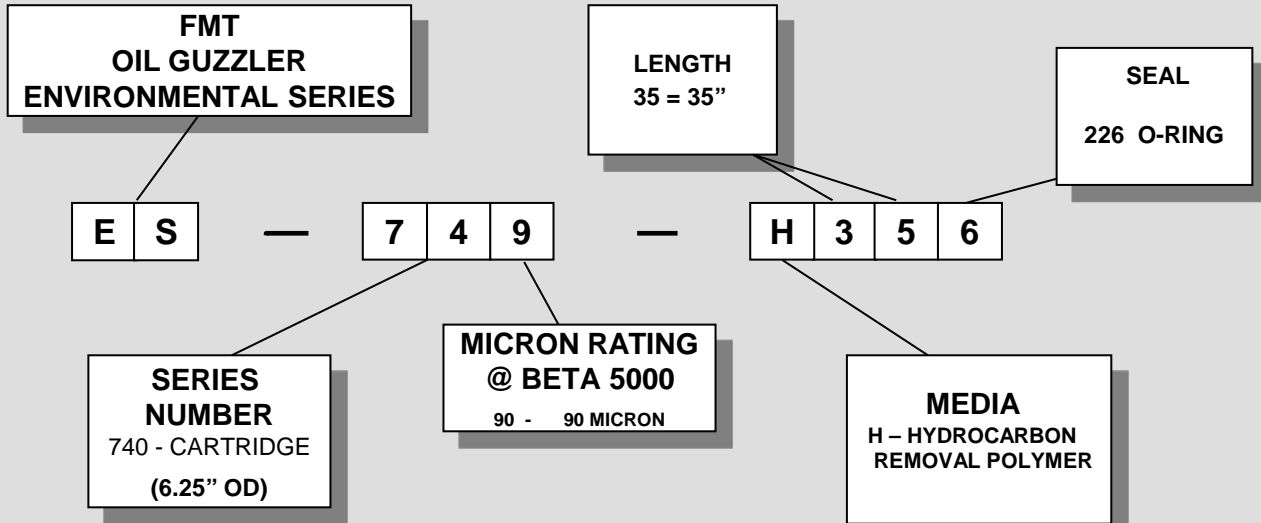 FMT
OIL GUZZLER
ENVIRONMENTAL SERIES
LENGTH
35 = 35”
SEAL
226 O-RING
E S — 7 4 9 — H 3 5 6
SERIES
NUMBER
740 - CARTRIDGE
(6.25” OD)
MICRON RATING
@ BETA 5000
90 - 90 MICRON
MEDIA
H – HYDROCARBON
REMOVAL POLYMER